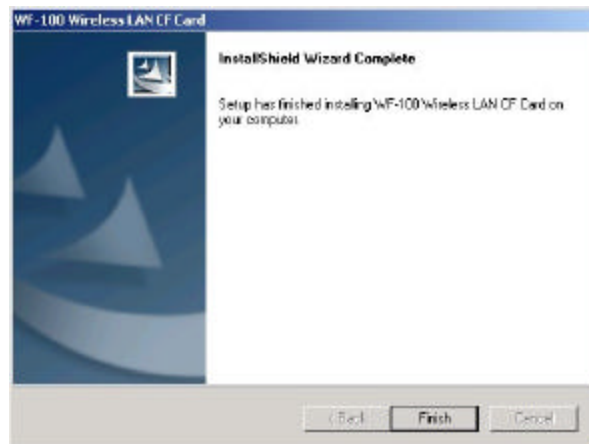 WF-100 Wireless LAN CF Card
InstallShield Wizard Complete
Setup has finished installing WF-100 Wireless LAN CF Card on
your computer.
< Back
Finish
Cancel